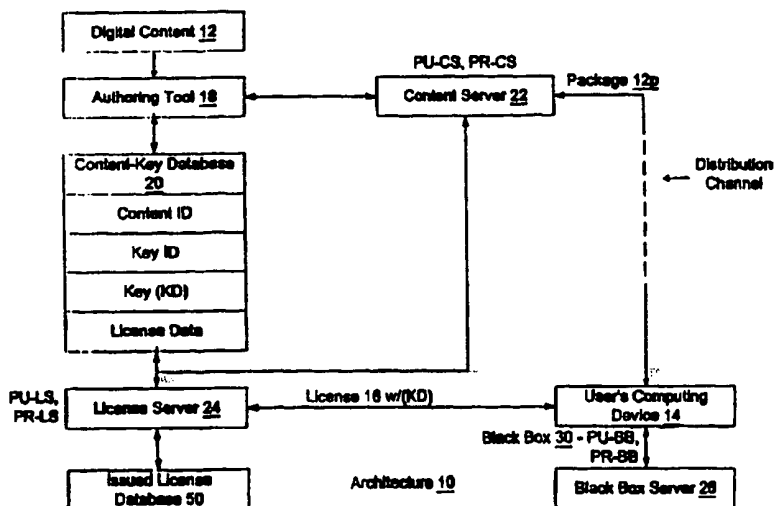 Digital Content 12
PU-CS, PR-CS
Package 12p
Authoring Tool 18
Content Server 22
Distribution
Channel
Content-Key Database
20
Content ID
Key ID
Key (KD)
License Data
PU-LS,
PR-LS
License Server 24
License 16 w/(KD)
User's Computing
Device 14
Black Box 30 - PU-BB,
PR-BB
Issued License
Database 50
Architecture 10
Black Box Server 26